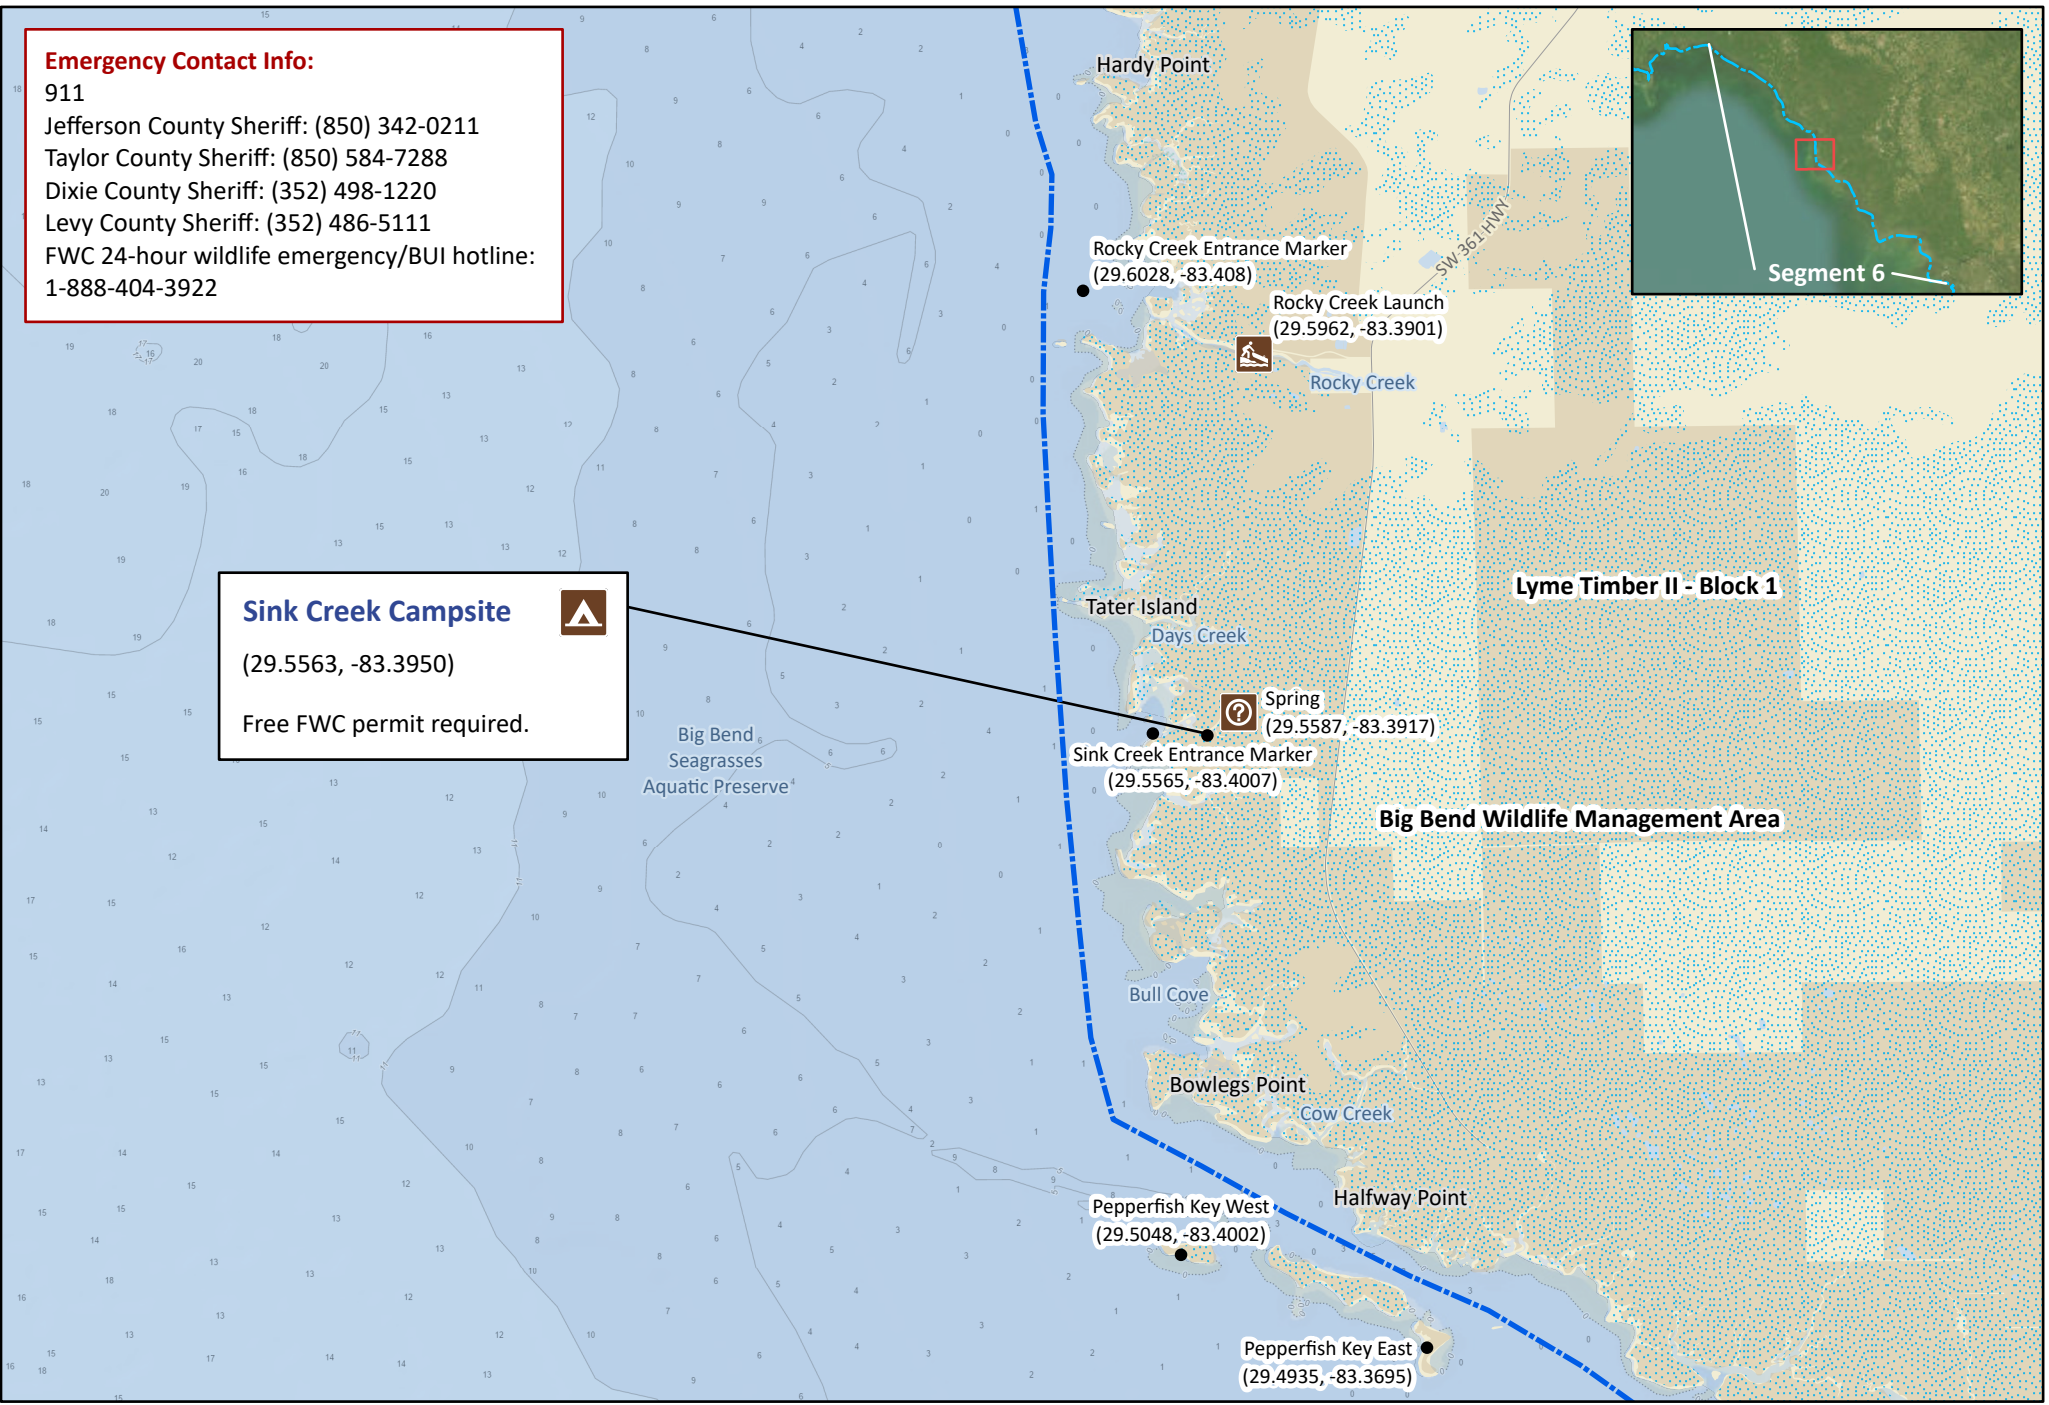 Emergency Contact Info:
911
Jefferson County Sheriff: (850) 342-0211
Taylor County Sheriff: (850) 584-7288
Dixie County Sheriff: (352) 498-1220
Levy County Sheriff: (352) 486-5111
FWC 24-hour wildlife emergency/BUI hotline:
1-888-404-3922
Hardy Point
Segment 6
SW 361 HWY
Rocky Creek Entrance Marker
(29.6028, -83.408)
Rocky Creek Launch
(29.5962, -83.3901)
Rocky Creek
Sink Creek Campsite
(29.5563, -83.3950)
Free FWC permit required.
Lyme Timber II - Block 1
Tater Island
Days Creek
Spring
(29.5587, -83.3917)
Big Bend
Seagrasses
Aquatic Preserve
Sink Creek Entrance Marker
(29.5565, -83.4007)
Big Bend Wildlife Management Area
Bull Cove
Bowlegs Point
Cow Creek
Halfway Point
Pepperfish Key West
(29.5048, -83.4002)
Pepperfish Key East
(29.4935, -83.3695)